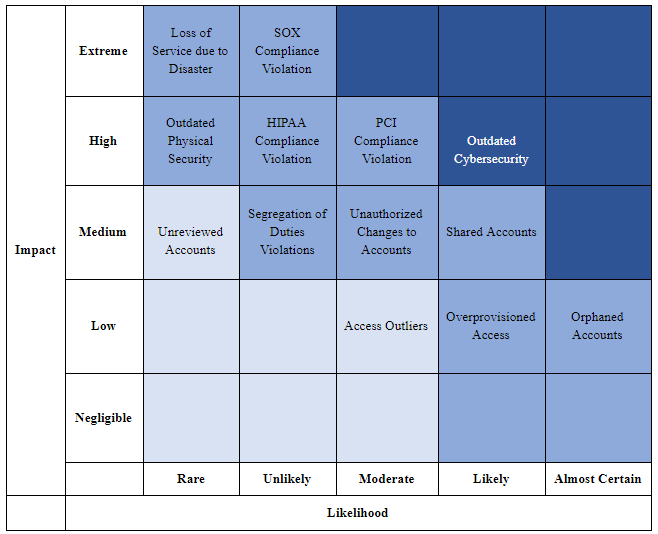 Extreme
Loss of
Service due to
Disaster
SOX
Compliance
Violation
High
Outdated
Physical
Security
HIPAA
Compliance
Violation
PCI
Compliance
Violation
Outdated
Cybersecurity
Impact
Medium
Unreviewed
Accounts
Segregation of
Duties
Violations
Unauthorized
Changes to
Accounts
Shared Accounts
Low
Access Outliers
Overprovisioned
Access
Orphaned
Accounts
Negligible
Rare
Unlikely
Moderate
Likely
Almost Certain
Likelihood